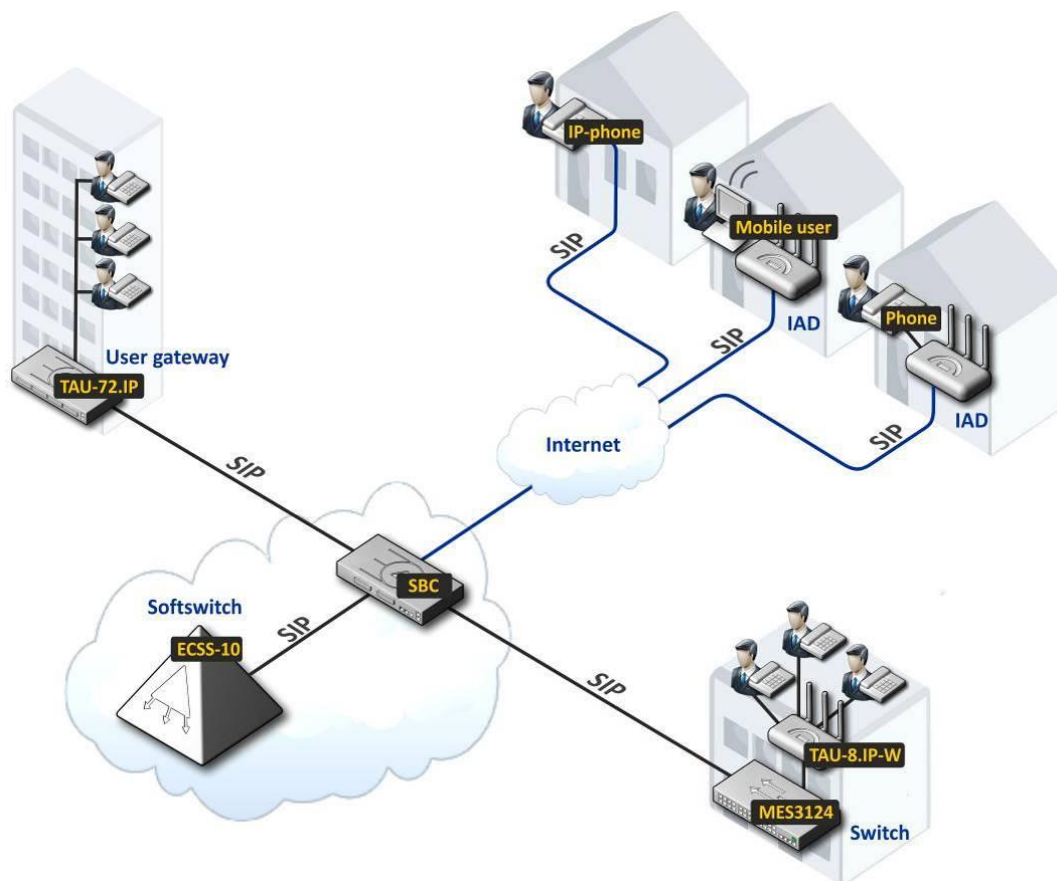 IP-phone
SIP
Mobile user
IAD
SIP
Phone
IAD
SIP
User gateway
TAU-72.IP
SIP
Internet
SBC
Softswitch
ECSS-10
SIP
SIP
TAU-8.IP-W
MES3124
Switch